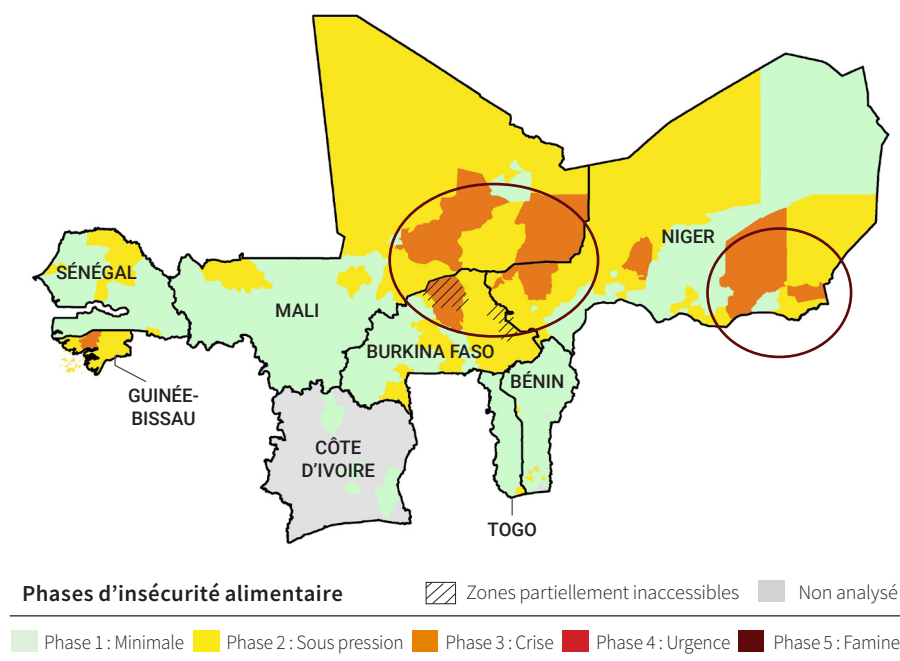 NIGER
SÉNÉGAL
MALI
BURKINA FASO
BÉNIN
GUINÉE-
BISSAU
CÔTE
D'IVOIRE
TOGO
Phases d’insécurité alimentaire
Zones partiellement inaccessibles
Non analysé
Phase 1 : Minimale
Phase 2 : Sous pression
Phase 3 : Crise
Phase 4 : Urgence
Phase 5 : Famine